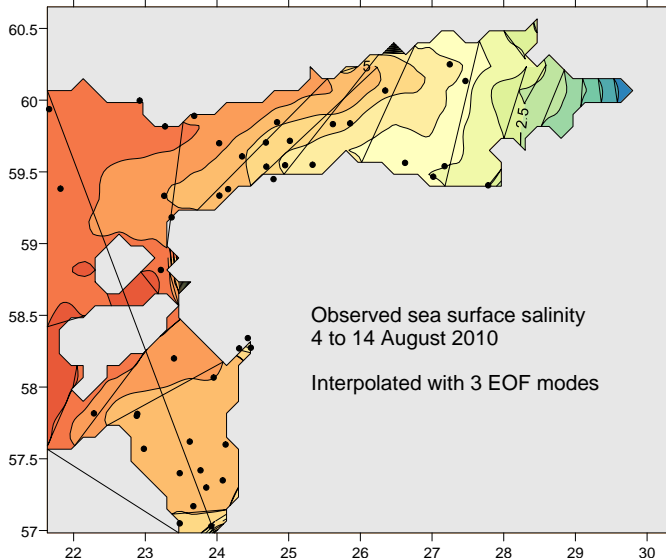 60.5
60
59.5
59
58.5
58
57.5
57
5
2.5
Observed sea surface salinity
4 to 14 August 2010
Interpolated with 3 EOF modes
22 23 24 25 26 27 28 29 30